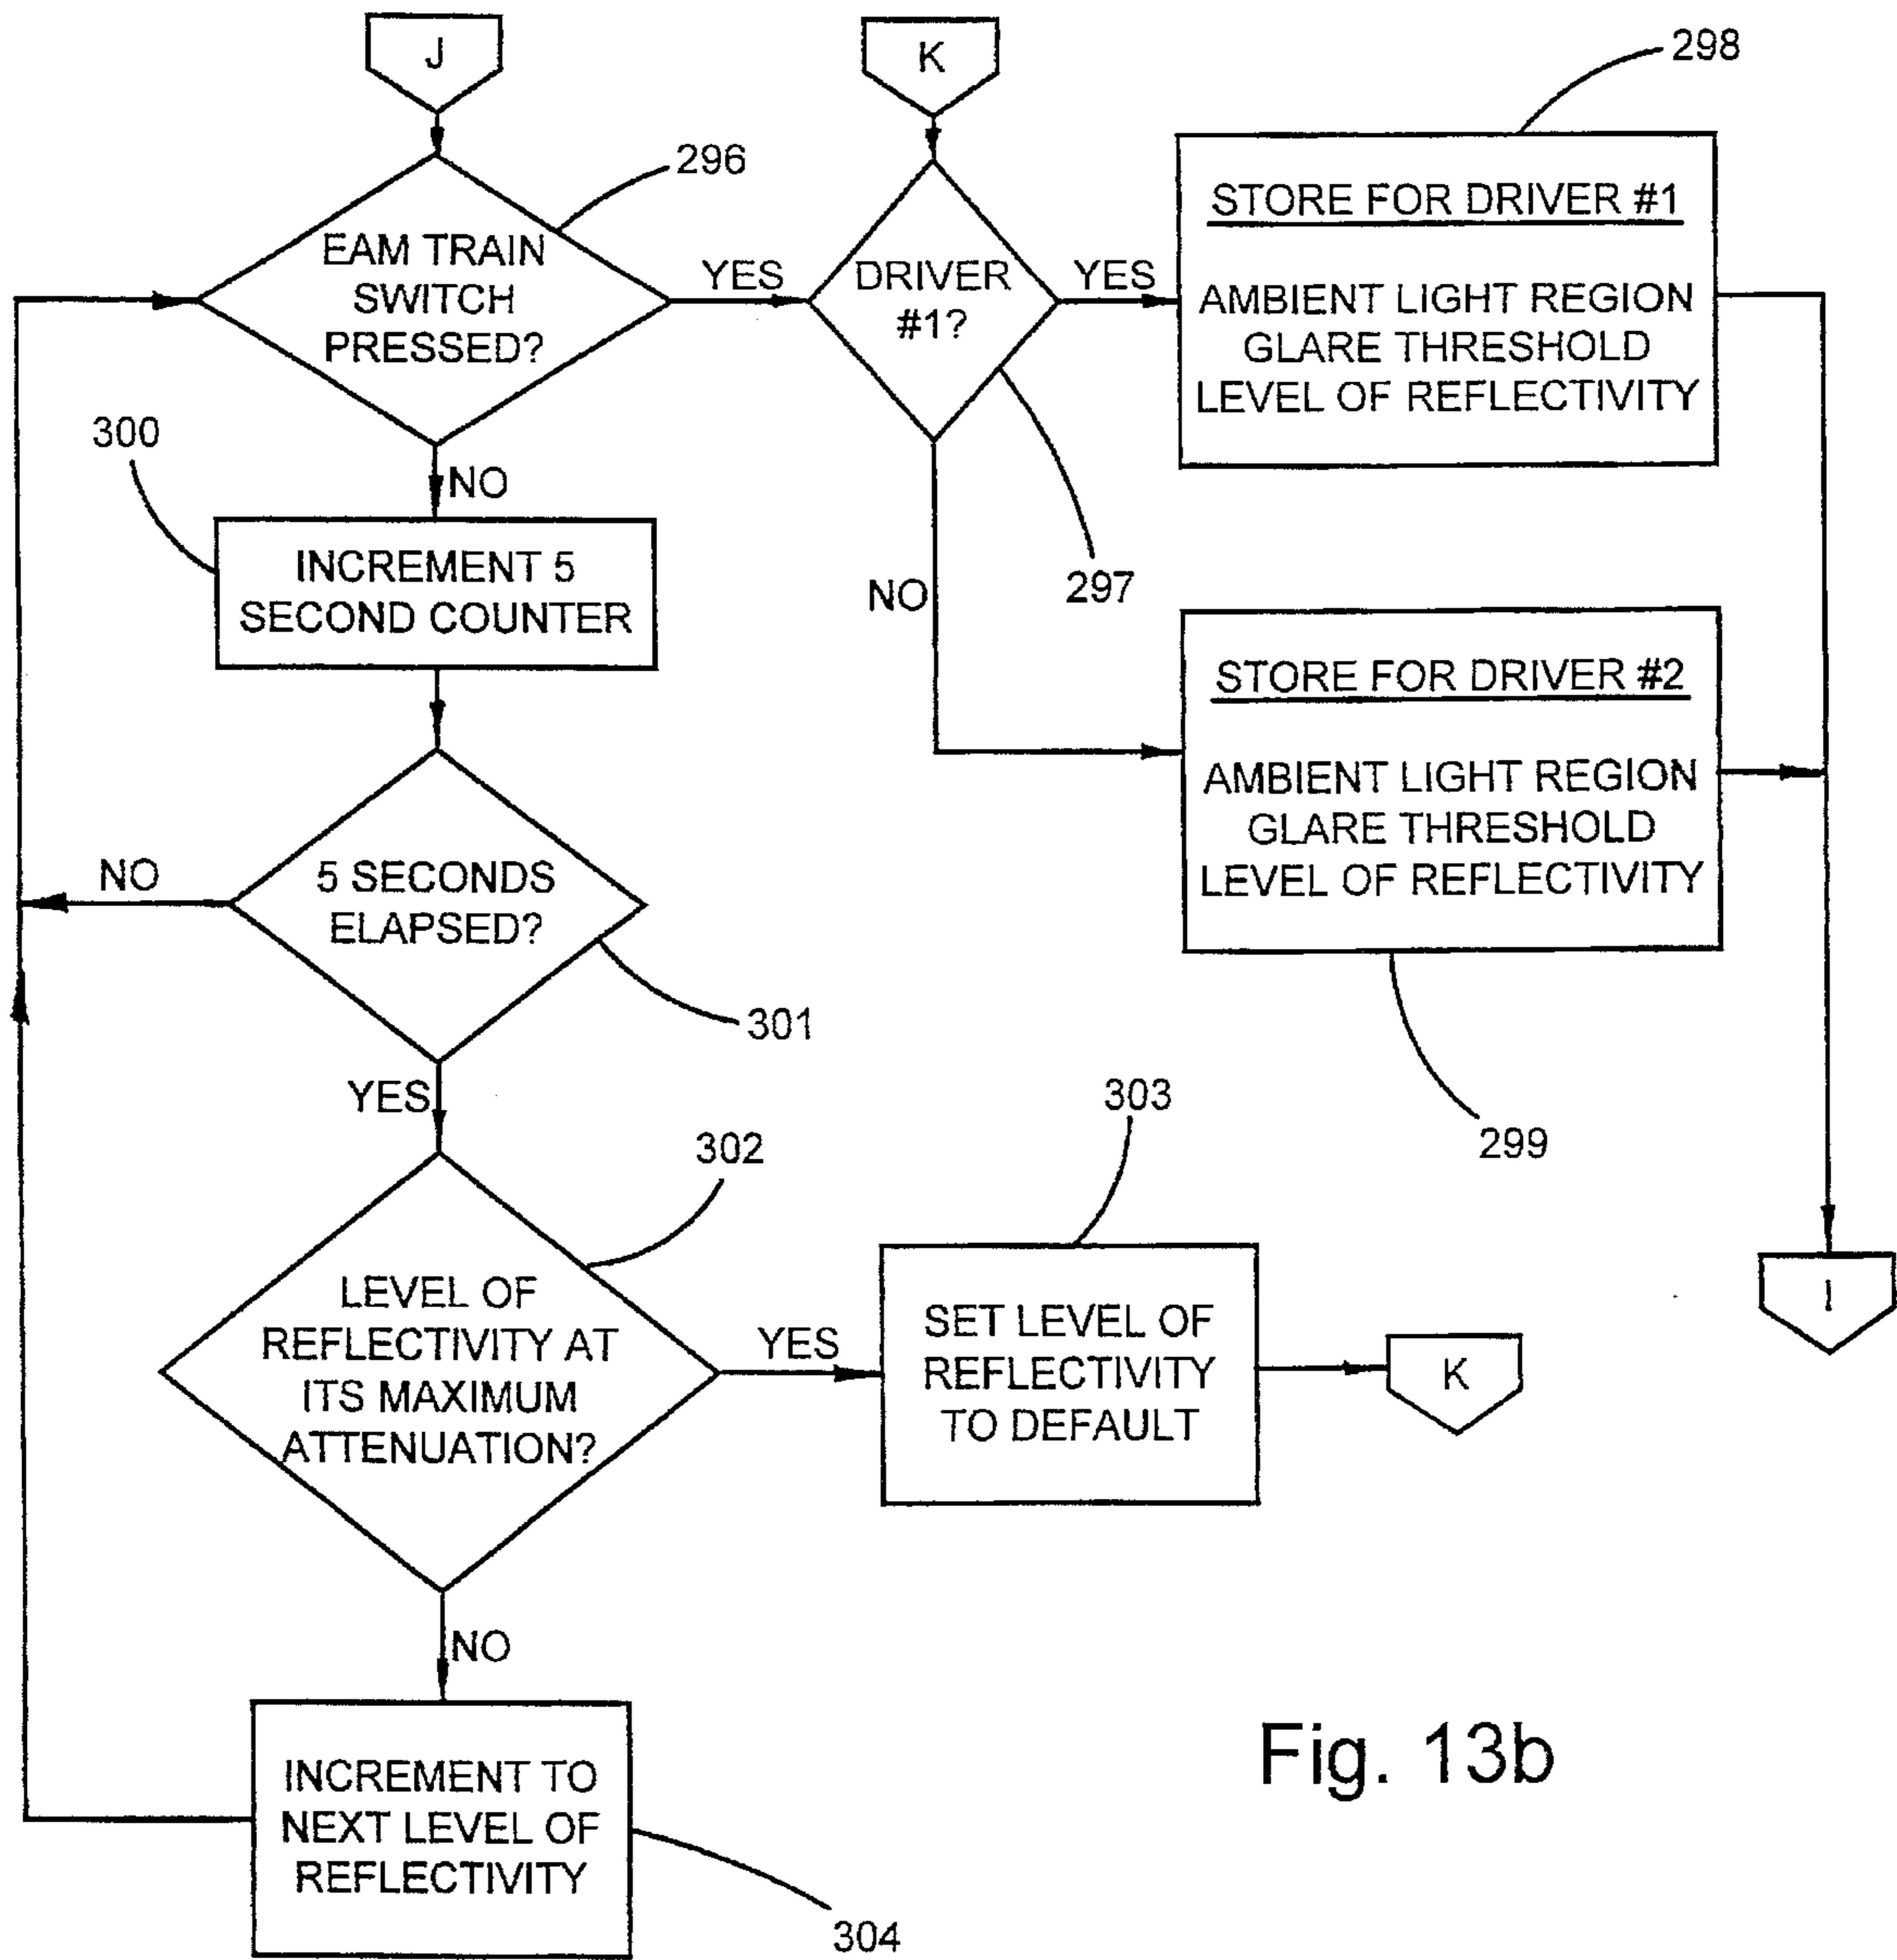 J
K
298
296
EAM TRAIN
SWITCH
PRESSED?
YES
DRIVER
#1?
YES
STORE FOR DRIVER #1
AMBIENT LIGHT REGION
GLARE THRESHOLD
LEVEL OF REFLECTIVITY
300
NO
INCREMENT 5
SECOND COUNTER
297
NO
STORE FOR DRIVER #2
AMBIENT LIGHT REGION
GLARE THRESHOLD
LEVEL OF REFLECTIVITY
NO
5 SECONDS
ELAPSED?
301
YES
299
302
303
LEVEL OF
REFLECTIVITY AT
ITS MAXIMUM
ATTENUATION?
YES
SET LEVEL OF
REFLECTIVITY
TO DEFAULT
K
I
NO
INCREMENT TO
NEXT LEVEL OF
REFLECTIVITY
304
Fig. 13b